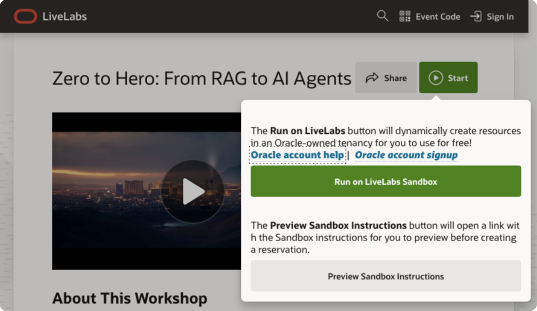 LiveLabs
Event Code
Sign In
Zero to Hero: From RAG to AI Agents
Share
Start
The Run on LiveLabs button will dynamically create resources
in an Oracle-owned tenancy for you to use for free!
Oracle account help | Oracle account signup
Run on LiveLabs Sandbox
The Preview Sandbox Instructions button will open a link wit
h the Sandbox instructions for you to preview before creating
a reservation.
Preview Sandbox Instructions
About This Workshop